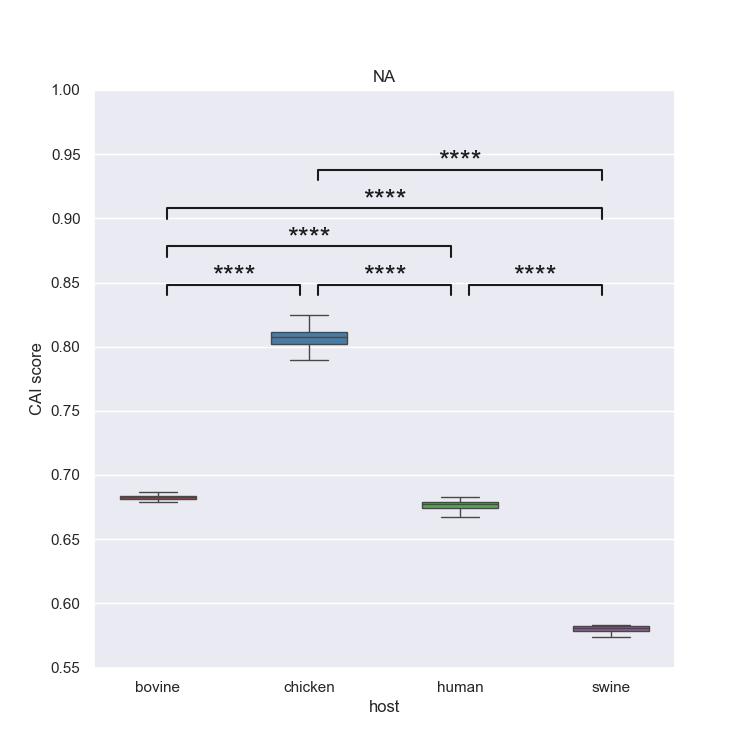 NA
1.00
0.95
0.90
0.85
0.80
0.75
0.70
0.65
0.60
0.55
CAI score
****
****
****
**** **** ****
bovine chicken human swine
host